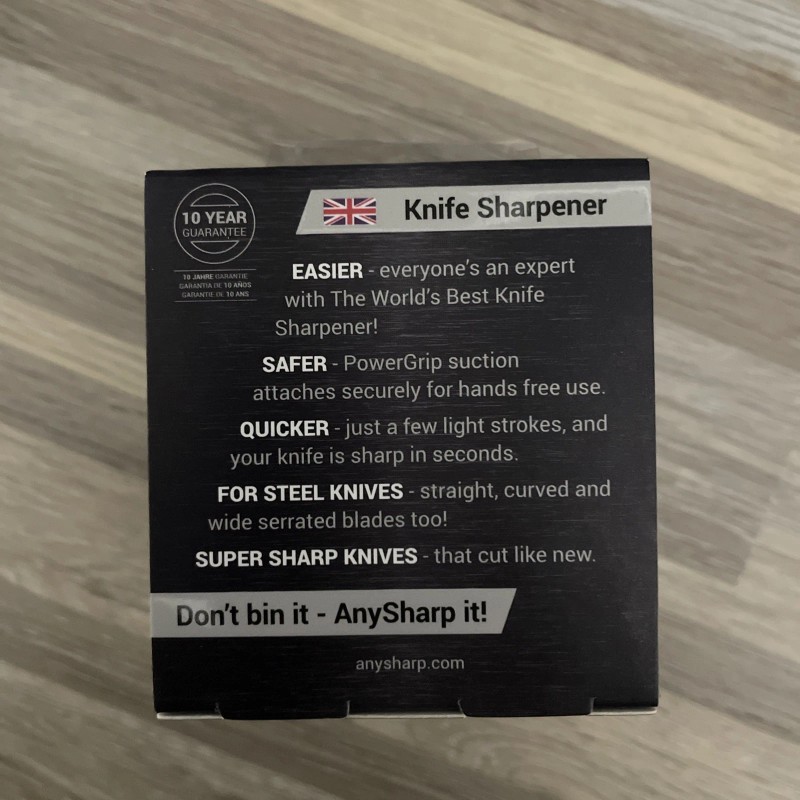 10 YEAR
GUARANTEE
10 JAHRE GARANTIE
GARANTIA DE 10 AÑOS
GARANTIE DE 10 ANS
Knife Sharpener
EASIER - everyone's an expert
with The World's Best Knife
Sharpener!
SAFER - PowerGrip suction
attaches securely for hands free use.
QUICKER - just a few light strokes, and
your knife is sharp in seconds.
FOR STEEL KNIVES - straight, curved and
wide serrated blades too!
SUPER SHARP KNIVES - that cut like new.
Don't bin it - AnySharp it!
anysharp.com